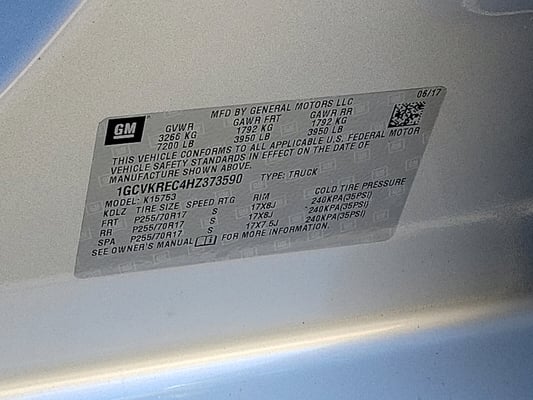 MFD BY GENERAL MOTORS LLC 05/17
GM GVWR GAWR FRT GAWR RR
3266 KG 1792 KG 1792 KG
7200 LB 3950 LB 3950 LB
THIS VEHICLE CONFORMS TO ALL APPLICABLE U.S. FEDERAL MOTOR
VEHICLE SAFETY STANDARDS IN EFFECT ON THE DATE OF
MANUFACTURE SHOWN ABOVE.
1GCVKREC4HZ373590 TYPE: TRUCK
MODEL: K15753
KDLZ TIRE SIZE SPEED RTG RIM COLD TIRE PRESSURE
FRT P255/70R17 S 17X8J 240KPA(35PSI)
RR P255/70R17 S 17X8J 240KPA(35PSI)
SPA P255/70R17 S 17X7.5J 240KPA(35PSI)
SEE OWNER'S MANUAL FOR MORE INFORMATION.